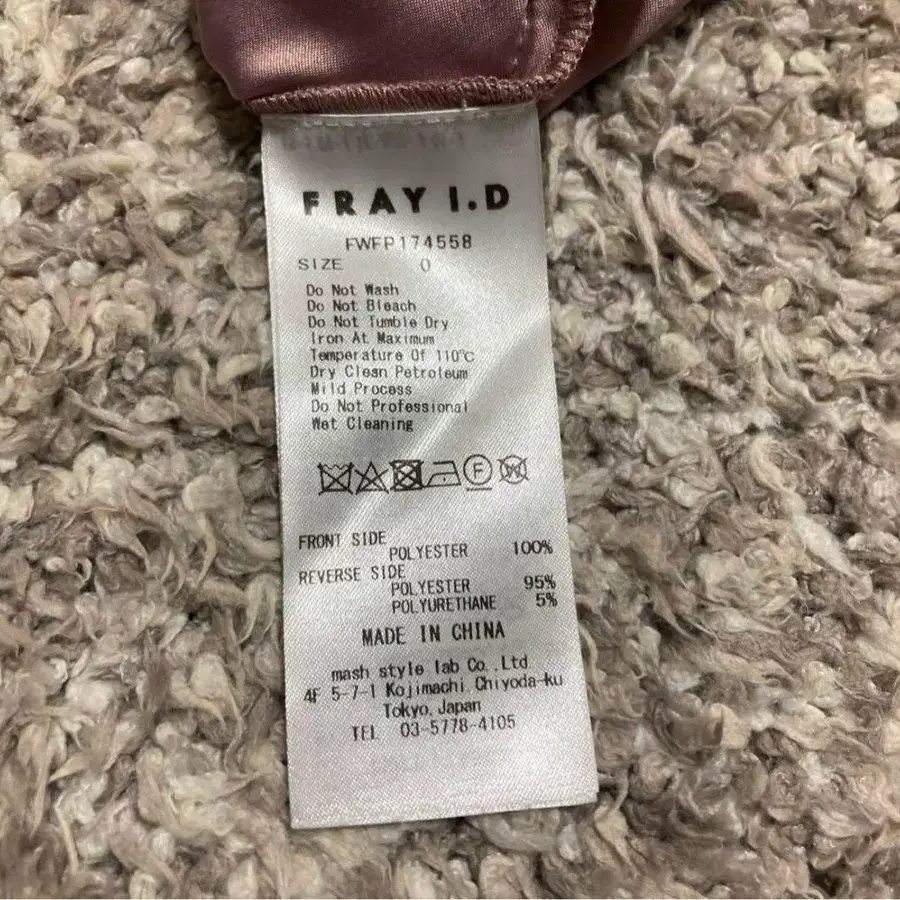 FRAY I.D
FWFP174558
SIZE 0
Do Not Wash
Do Not Bleach
Do Not Tumble Dry
Iron At Maximum
Temperature Of 110℃
Dry Clean Petroleum
Mild Process
Do Not Professional
Wet Cleaning
F W
FRONT SIDE
POLYESTER 100%
REVERSE SIDE
POLYESTER 95%
POLYURETHANE 5%
MADE IN CHINA
mash style lab Co.,Ltd
4F 5-7-1 Kojimachi Chiyoda-ku
Tokyo, Japan
TEL 03-5778-4105